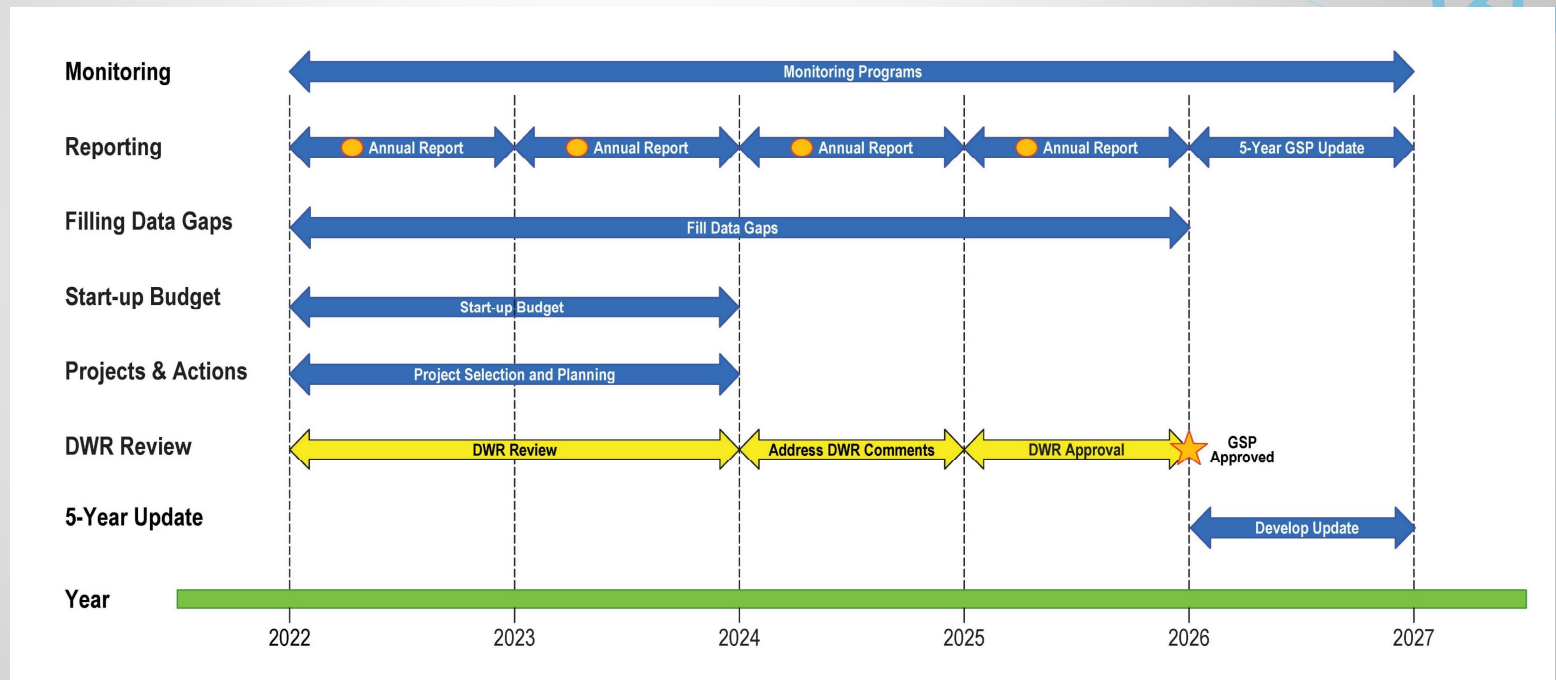 Monitoring
Monitoring Programs
Reporting
Annual Report
Annual Report
Annual Report
Annual Report
5-Year GSP Update
Filling Data Gaps
Fill Data Gaps
Start-up Budget
Start-up Budget
Projects & Actions
Project Selection and Planning
DWR Review
DWR Review
Address DWR Comments
DWR Approval
GSP
Approved
5-Year Update
Develop Update
Year
2022
2023
2024
2025
2026
2027